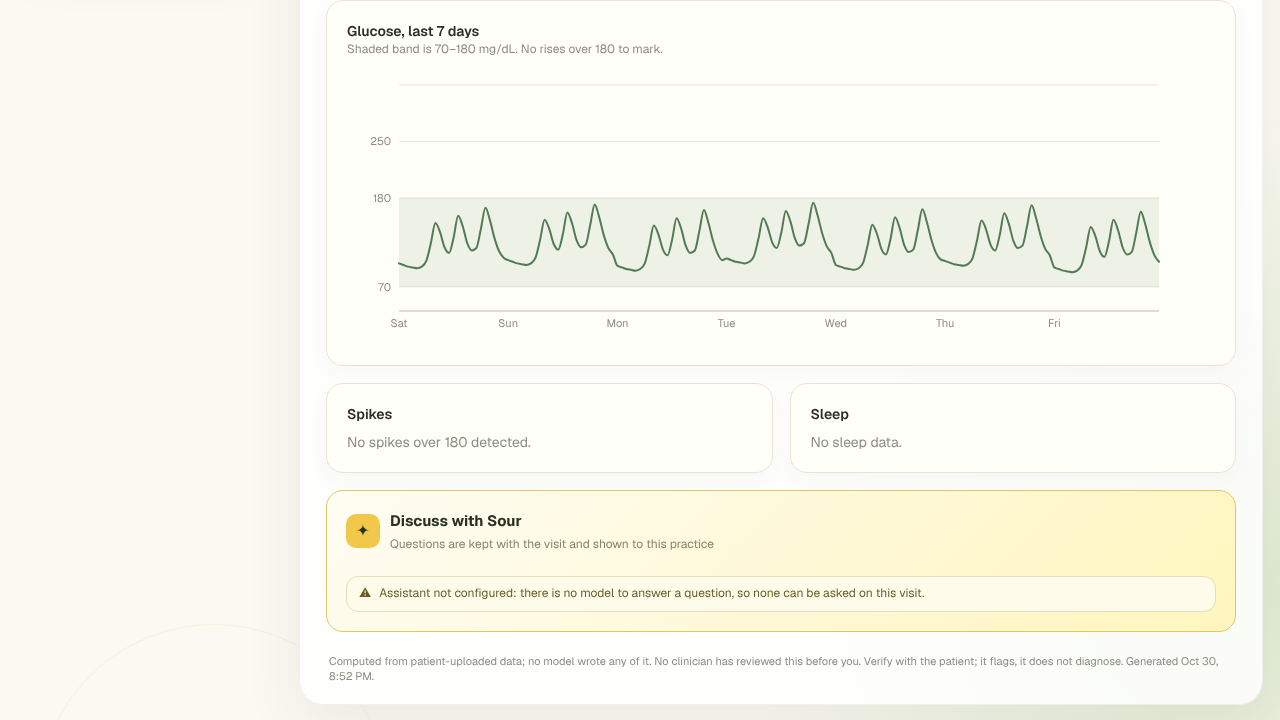 Glucose, last 7 days
Shaded band is 70–180 mg/dL. No rises over 180 to mark.
250
180
70
Sat Sun Mon Tue Wed Thu Fri
Spikes
No spikes over 180 detected.
Sleep
No sleep data.
✦ Discuss with Sour
Questions are kept with the visit and shown to this practice
⚠ Assistant not configured: there is no model to answer a question, so none can be asked on this visit.
Computed from patient-uploaded data; no model wrote any of it. No clinician has reviewed this before you. Verify with the patient; it flags, it does not diagnose. Generated Oct 30,
8:52 PM.